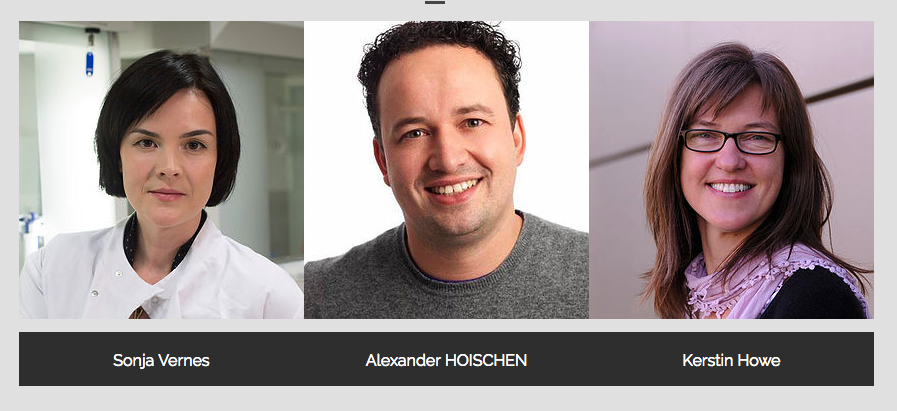 Sonja Vernes
Alexander HOISCHEN
Kerstin Howe